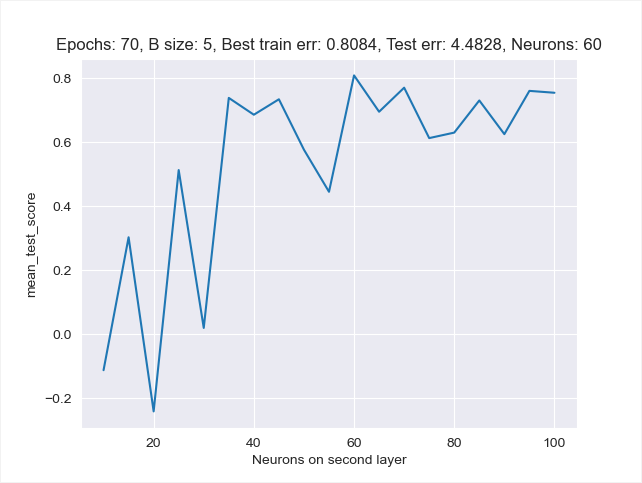 Epochs: 70, B size: 5, Best train err: 0.8084, Test err: 4.4828, Neurons: 60
0.8
0.6
0.4
0.2
0.0
−0.2
mean_test_score
20 40 60 80 100
Neurons on second layer